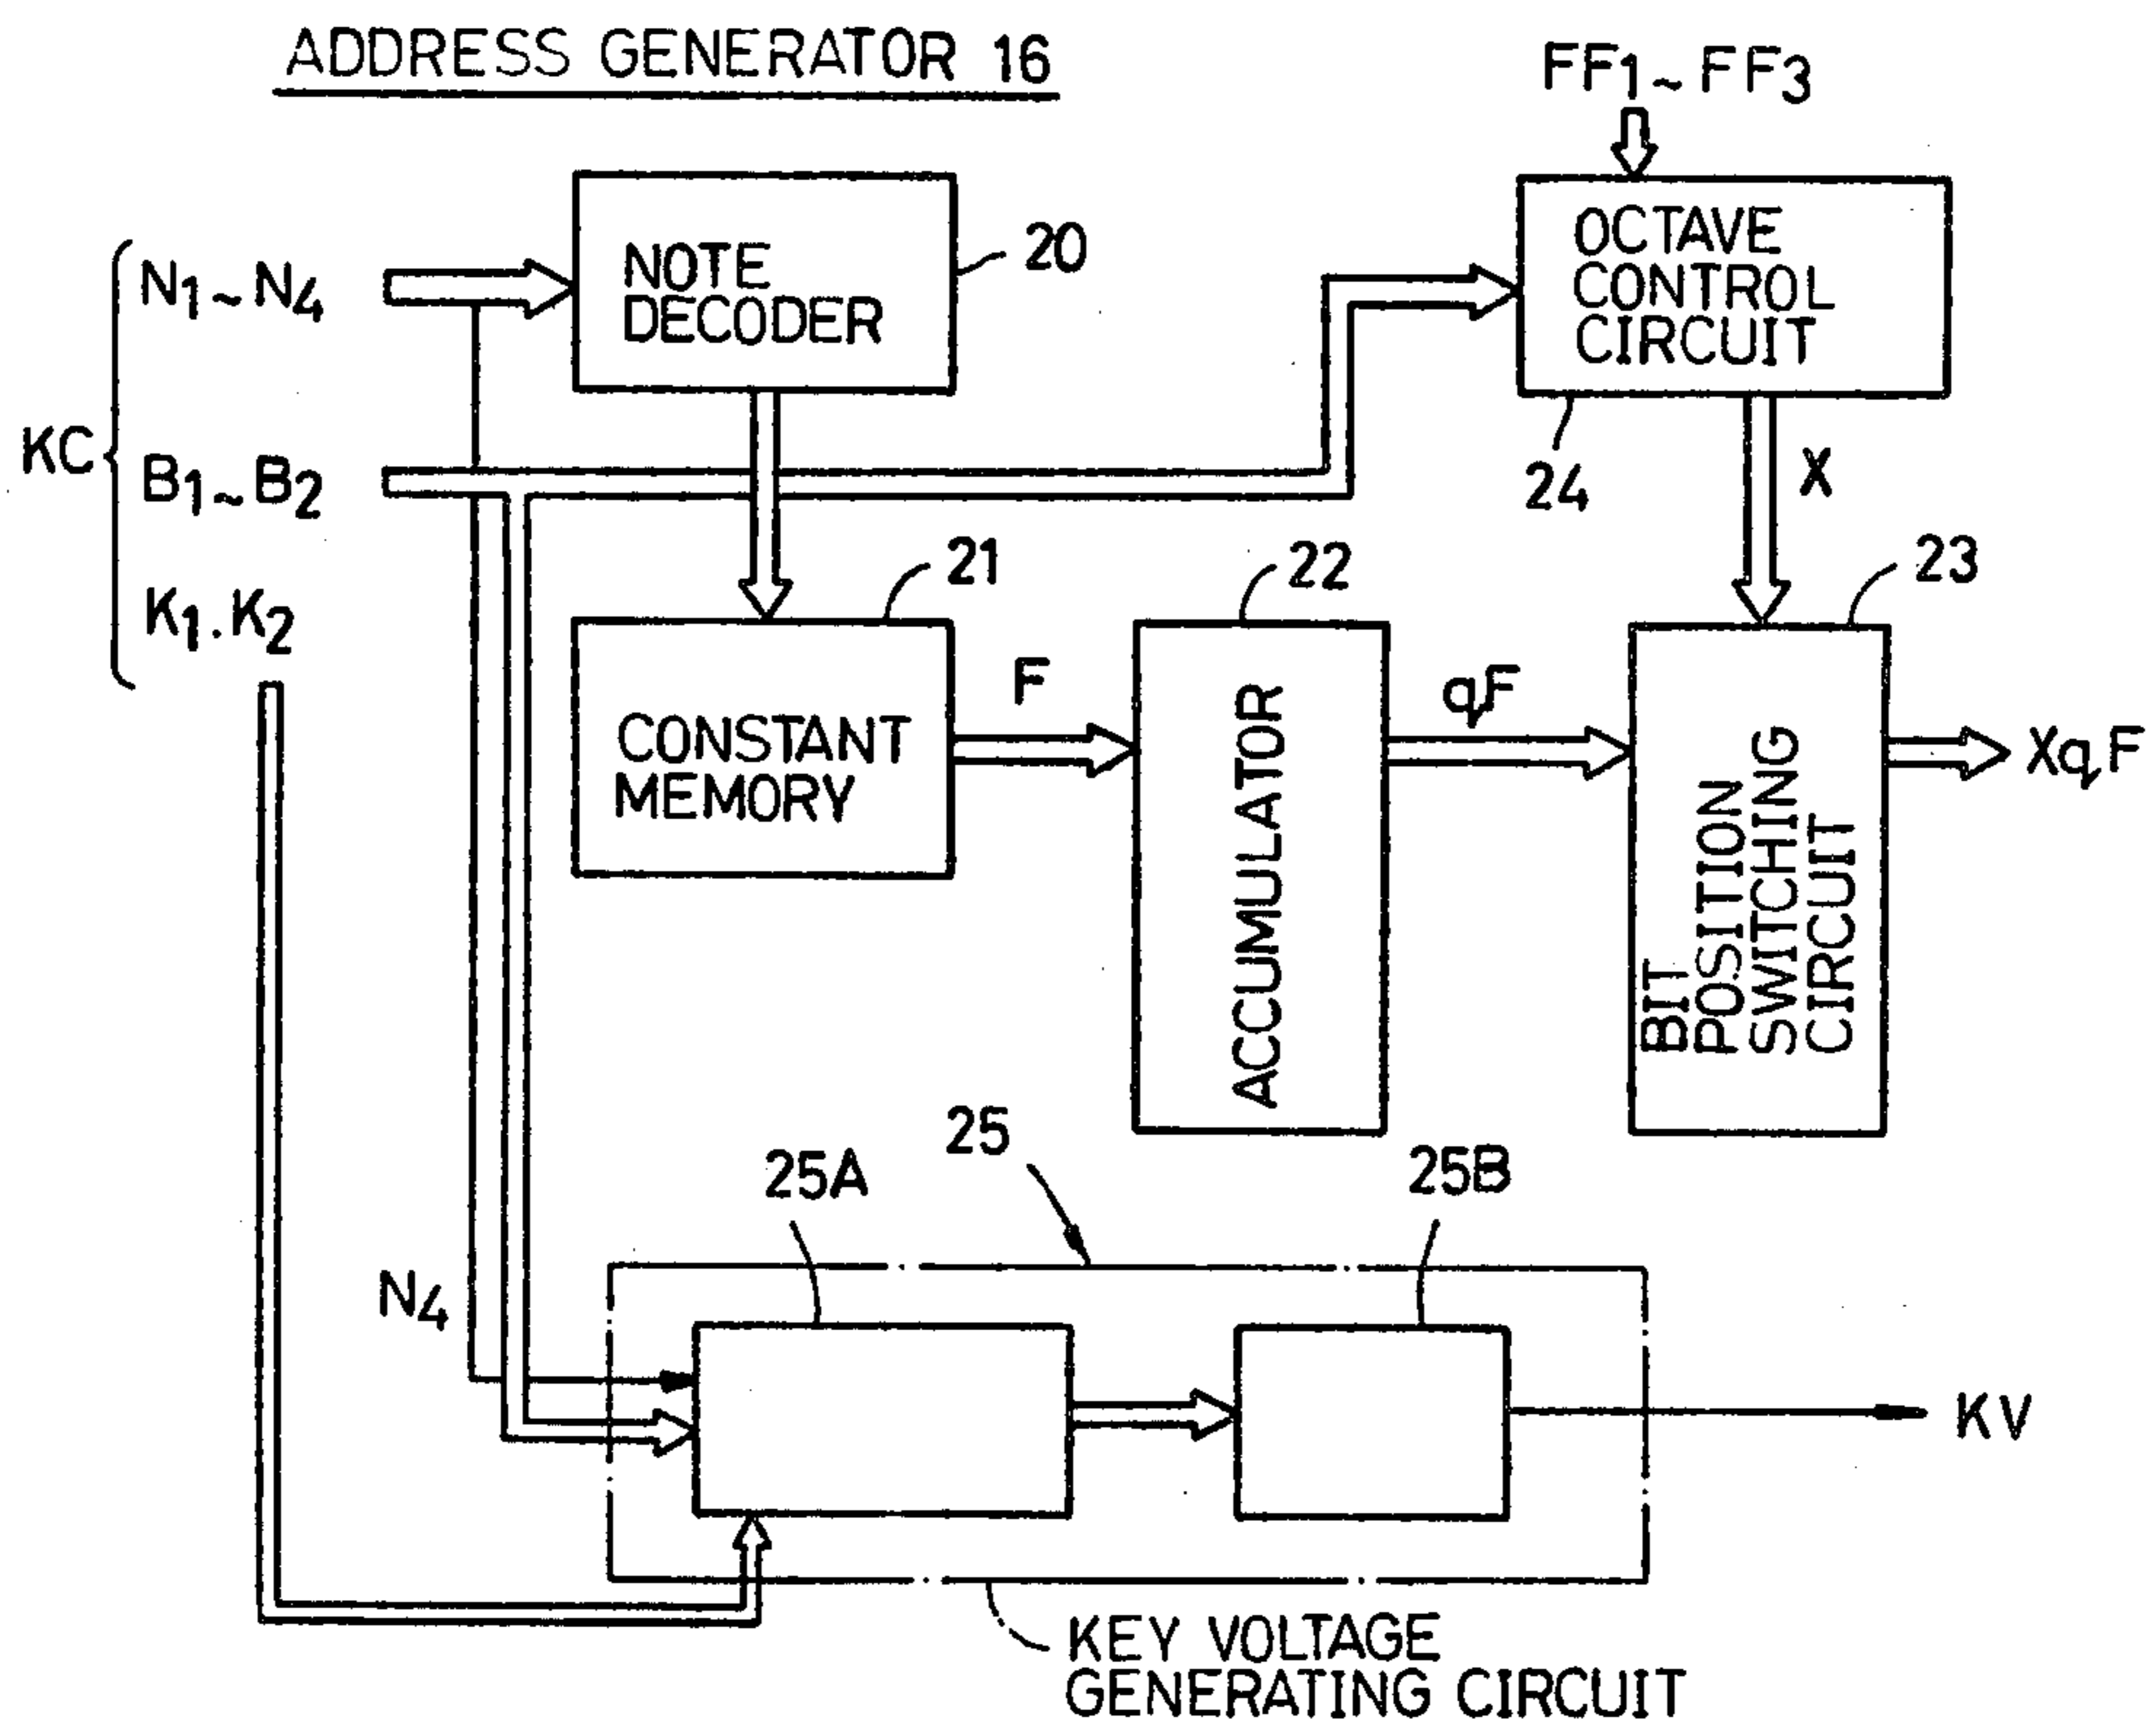 ADDRESS GENERATOR 16
FF1~FF3
NOTE
DECODER
20
OCTAVE
CONTROL
CIRCUIT
24
N1~N4
KC
B1~B2
K1.K2
X
21
22
23
CONSTANT
MEMORY
F
ACCUMULATOR
qF
BIT
POSITION
SWITCHING
CIRCUIT
XqF
25
25A
25B
N4
KV
KEY VOLTAGE
GENERATING CIRCUIT